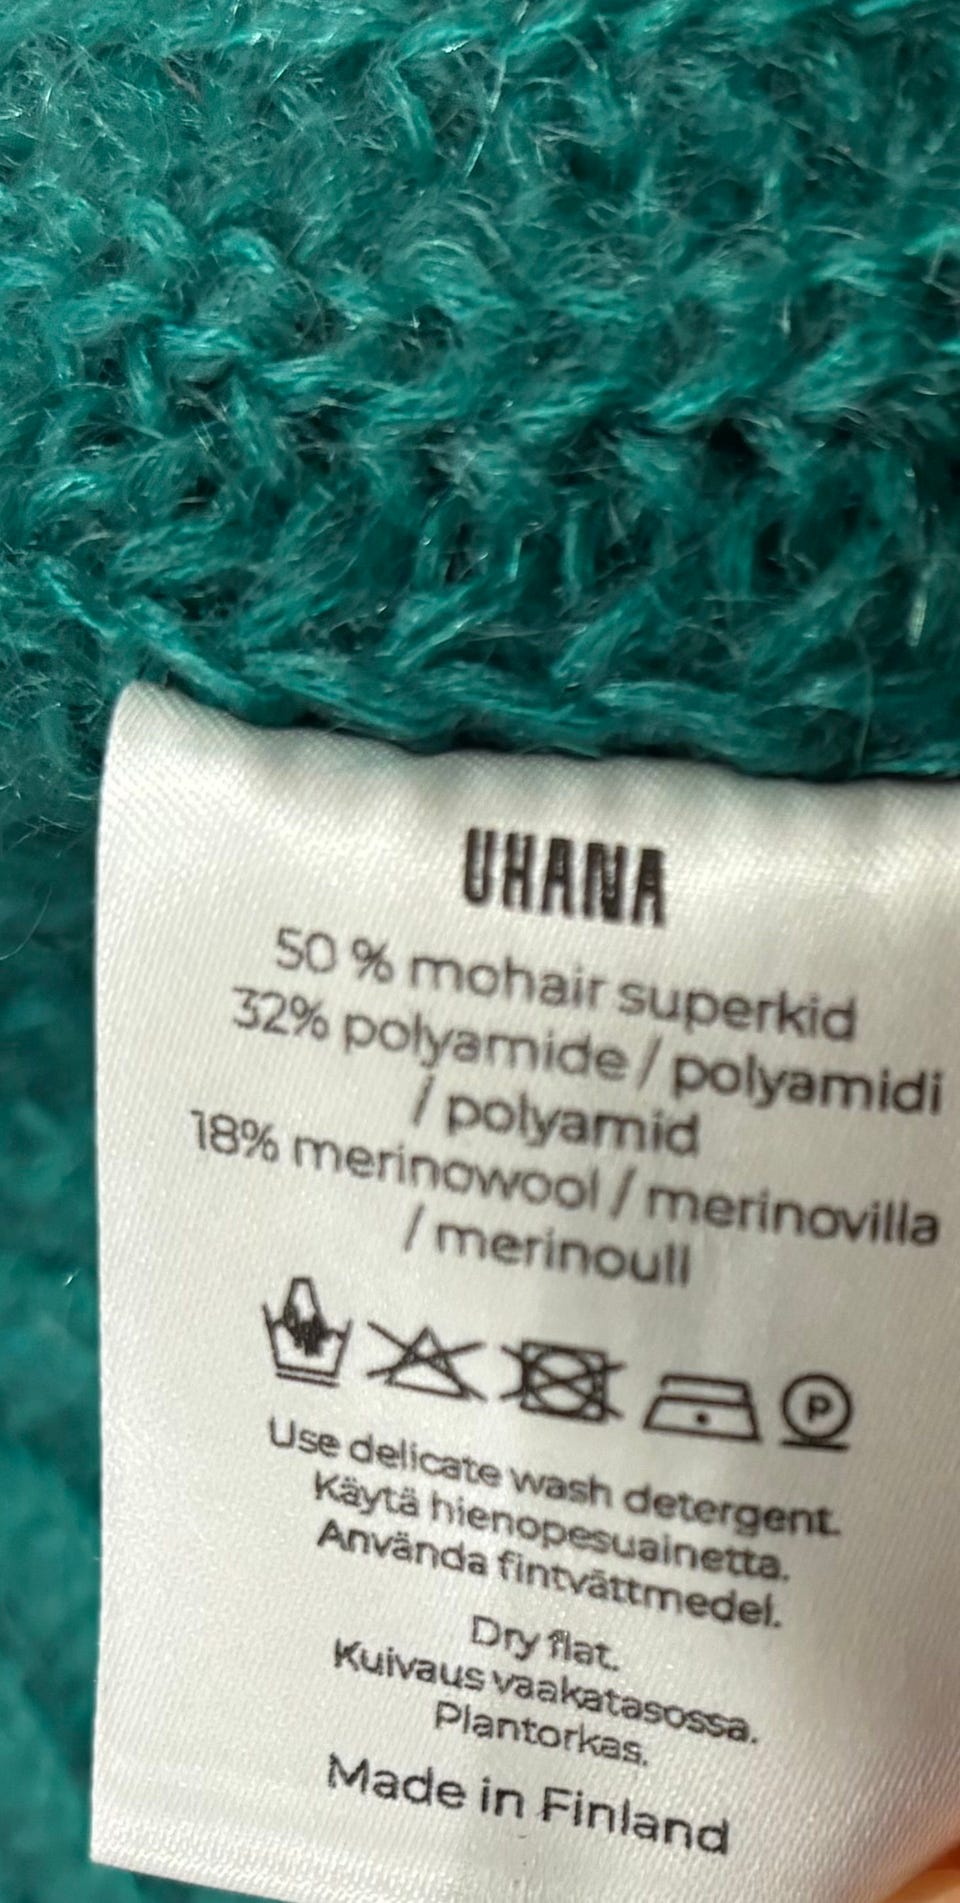 UHANA
50 % mohair superkid
32% polyamide / polyamidi
/ polyamid
18% merinowool / merinovilla
/ merinoull
P
Use delicate wash detergent.
Käytä hienopesuainetta.
Använda fintvättmedel.
Dry flat.
Kuivaus vaakatasossa.
Plantorkas.
Made in Finland